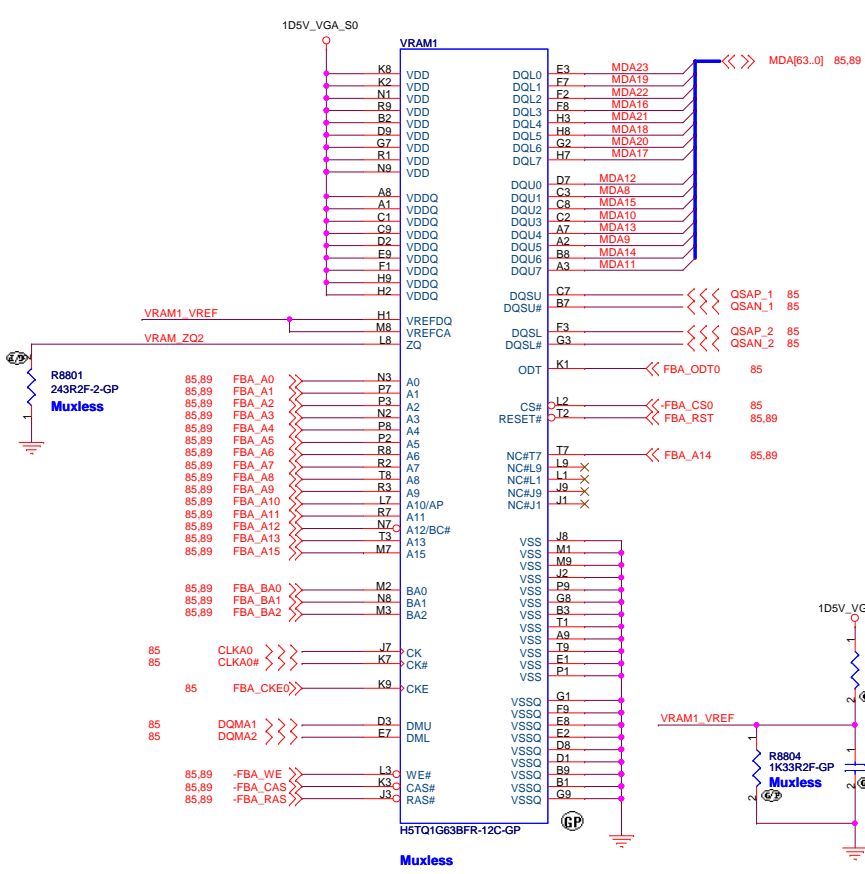 1D5V_VGA_S0
VRAM1
K8 VDD DQL0 E3 MDA23 MDA[63..0] 85,89
K2 VDD DQL1 F7 MDA19
N1 VDD DQL2 F2 MDA22
R9 VDD DQL3 F8 MDA16
B2 VDD DQL4 H3 MDA21
D9 VDD DQL5 H8 MDA18
G7 VDD DQL6 G2 MDA20
R1 VDD DQL7 H7 MDA17
N9 VDD
A8 VDDQ DQU0 D7 MDA12
A1 VDDQ DQU1 C3 MDA8
C1 VDDQ DQU2 C8 MDA15
C9 VDDQ DQU3 C2 MDA10
D2 VDDQ DQU4 A7 MDA13
E9 VDDQ DQU5 A2 MDA9
F1 VDDQ DQU6 B8 MDA14
H9 VDDQ DQU7 A3 MDA11
H2 VDDQ
DQSU C7 QSAP_1 85
DQSU# B7 QSAN_1 85
VRAM1_VREF H1 VREFDQ
M8 VREFCA
VRAM_ZQ2 L8 ZQ
DQSL F3 QSAP_2 85
DQSL# G3 QSAN_2 85
R8801
243R2F-2-GP
Muxless
2
1
ODT K1 FBA_ODT0 85
85,89 FBA_A0 N3 A0
85,89 FBA_A1 P7 A1
85,89 FBA_A2 P3 A2
85,89 FBA_A3 N2 A3
85,89 FBA_A4 P8 A4
85,89 FBA_A5 P2 A5
85,89 FBA_A6 R8 A6
85,89 FBA_A7 R2 A7
85,89 FBA_A8 T8 A8
85,89 FBA_A9 R3 A9
85,89 FBA_A10 L7 A10/AP
85,89 FBA_A11 R7 A11
85,89 FBA_A12 N7 A12/BC#
85,89 FBA_A13 T3 A13
85,89 FBA_A15 M7 A15
CS# L2 -FBA_CS0 85
RESET# T2 FBA_RST 85,89
NC#T7 T7 FBA_A14 85,89
NC#L9 L9
NC#L1 L1
NC#J9 J9
NC#J1 J1
85,89 FBA_BA0 M2 BA0
85,89 FBA_BA1 N8 BA1
85,89 FBA_BA2 M3 BA2
85 CLKA0 J7 CK
85 CLKA0# K7 CK#
85 FBA_CKE0 K9 CKE
85 DQMA1 D3 DMU
85 DQMA2 E7 DML
85,89 -FBA_WE L3 WE#
85,89 -FBA_CAS K3 CAS#
85,89 -FBA_RAS J3 RAS#
VSS J8
VSS M1
VSS M9
VSS J2
VSS P9
VSS G8
VSS B3
VSS T1
VSS A9
VSS T9
VSS E1
VSS P1
VSSQ G1
VSSQ F9
VSSQ E8
VSSQ E2
VSSQ D8
VSSQ D1
VSSQ B9
VSSQ B1
VSSQ G9
H5TQ1G63BFR-12C-GP
GP
Muxless
1D5V_VG
1
2
VRAM1_VREF
1
R8804
1K33R2F-GP
Muxless
2
1
2